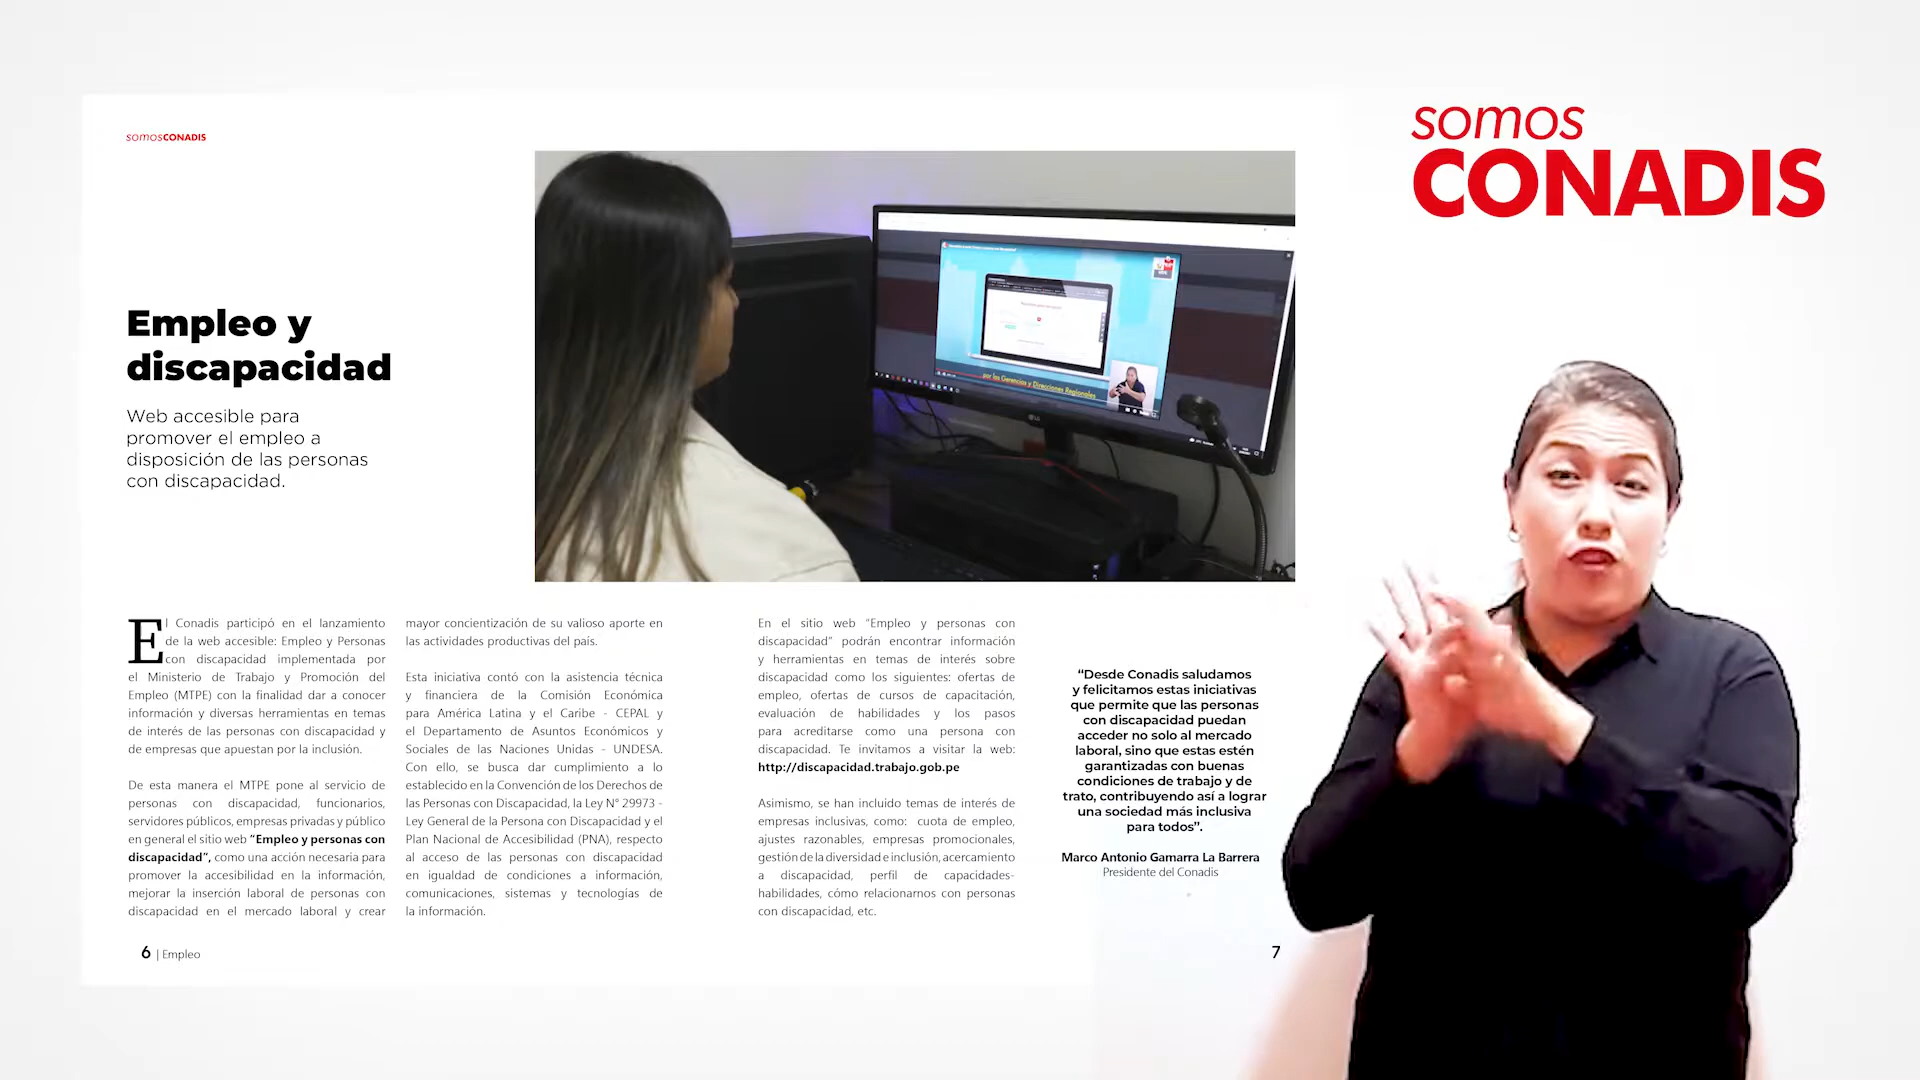 somosCONADIS
somos
CONADIS
Empleo y
discapacidad
Web accesible para
promover el empleo a
disposición de las personas
con discapacidad.
por las Gerencias y Direcciones Regionales
LG
El Conadis participó en el lanzamiento
de la web accesible: Empleo y Personas
con discapacidad implementada por
el Ministerio de Trabajo y Promoción del
Empleo (MTPE) con la finalidad dar a conocer
información y diversas herramientas en temas
de interés de las personas con discapacidad y
de empresas que apuestan por la inclusión.
De esta manera el MTPE pone al servicio de
personas con discapacidad, funcionarios,
servidores públicos, empresas privadas y público
en general el sitio web “Empleo y personas con
discapacidad”, como una acción necesaria para
promover la accesibilidad en la información,
mejorar la inserción laboral de personas con
discapacidad en el mercado laboral y crear
mayor concientización de su valioso aporte en
las actividades productivas del país.
Esta iniciativa contó con la asistencia técnica
y financiera de la Comisión Económica
para América Latina y el Caribe - CEPAL y
el Departamento de Asuntos Económicos y
Sociales de las Naciones Unidas - UNDESA.
Con ello, se busca dar cumplimiento a lo
establecido en la Convención de los Derechos de
las Personas con Discapacidad, la Ley N° 29973 -
Ley General de la Persona con Discapacidad y el
Plan Nacional de Accesibilidad (PNA), respecto
al acceso de las personas con discapacidad
en igualdad de condiciones a información,
comunicaciones, sistemas y tecnologías de
la información.
En el sitio web “Empleo y personas con
discapacidad” podrán encontrar información
y herramientas en temas de interés sobre
discapacidad como los siguientes: ofertas de
empleo, ofertas de cursos de capacitación,
evaluación de habilidades y los pasos
para acreditarse como una persona con
discapacidad. Te invitamos a visitar la web:
http://discapacidad.trabajo.gob.pe
Asimismo, se han incluido temas de interés de
empresas inclusivas, como: cuota de empleo,
ajustes razonables, empresas promocionales,
gestión de la diversidad e inclusión, acercamiento
a discapacidad, perfil de capacidades-
habilidades, cómo relacionarnos con personas
con discapacidad, etc.
“Desde Conadis saludamos
y felicitamos estas iniciativas
que permite que las personas
con discapacidad puedan
acceder no solo al mercado
laboral, sino que estas estén
garantizadas con buenas
condiciones de trabajo y de
trato, contribuyendo así a lograr
una sociedad más inclusiva
para todos”.
Marco Antonio Gamarra La Barrera
Presidente del Conadis
6 | Empleo
7